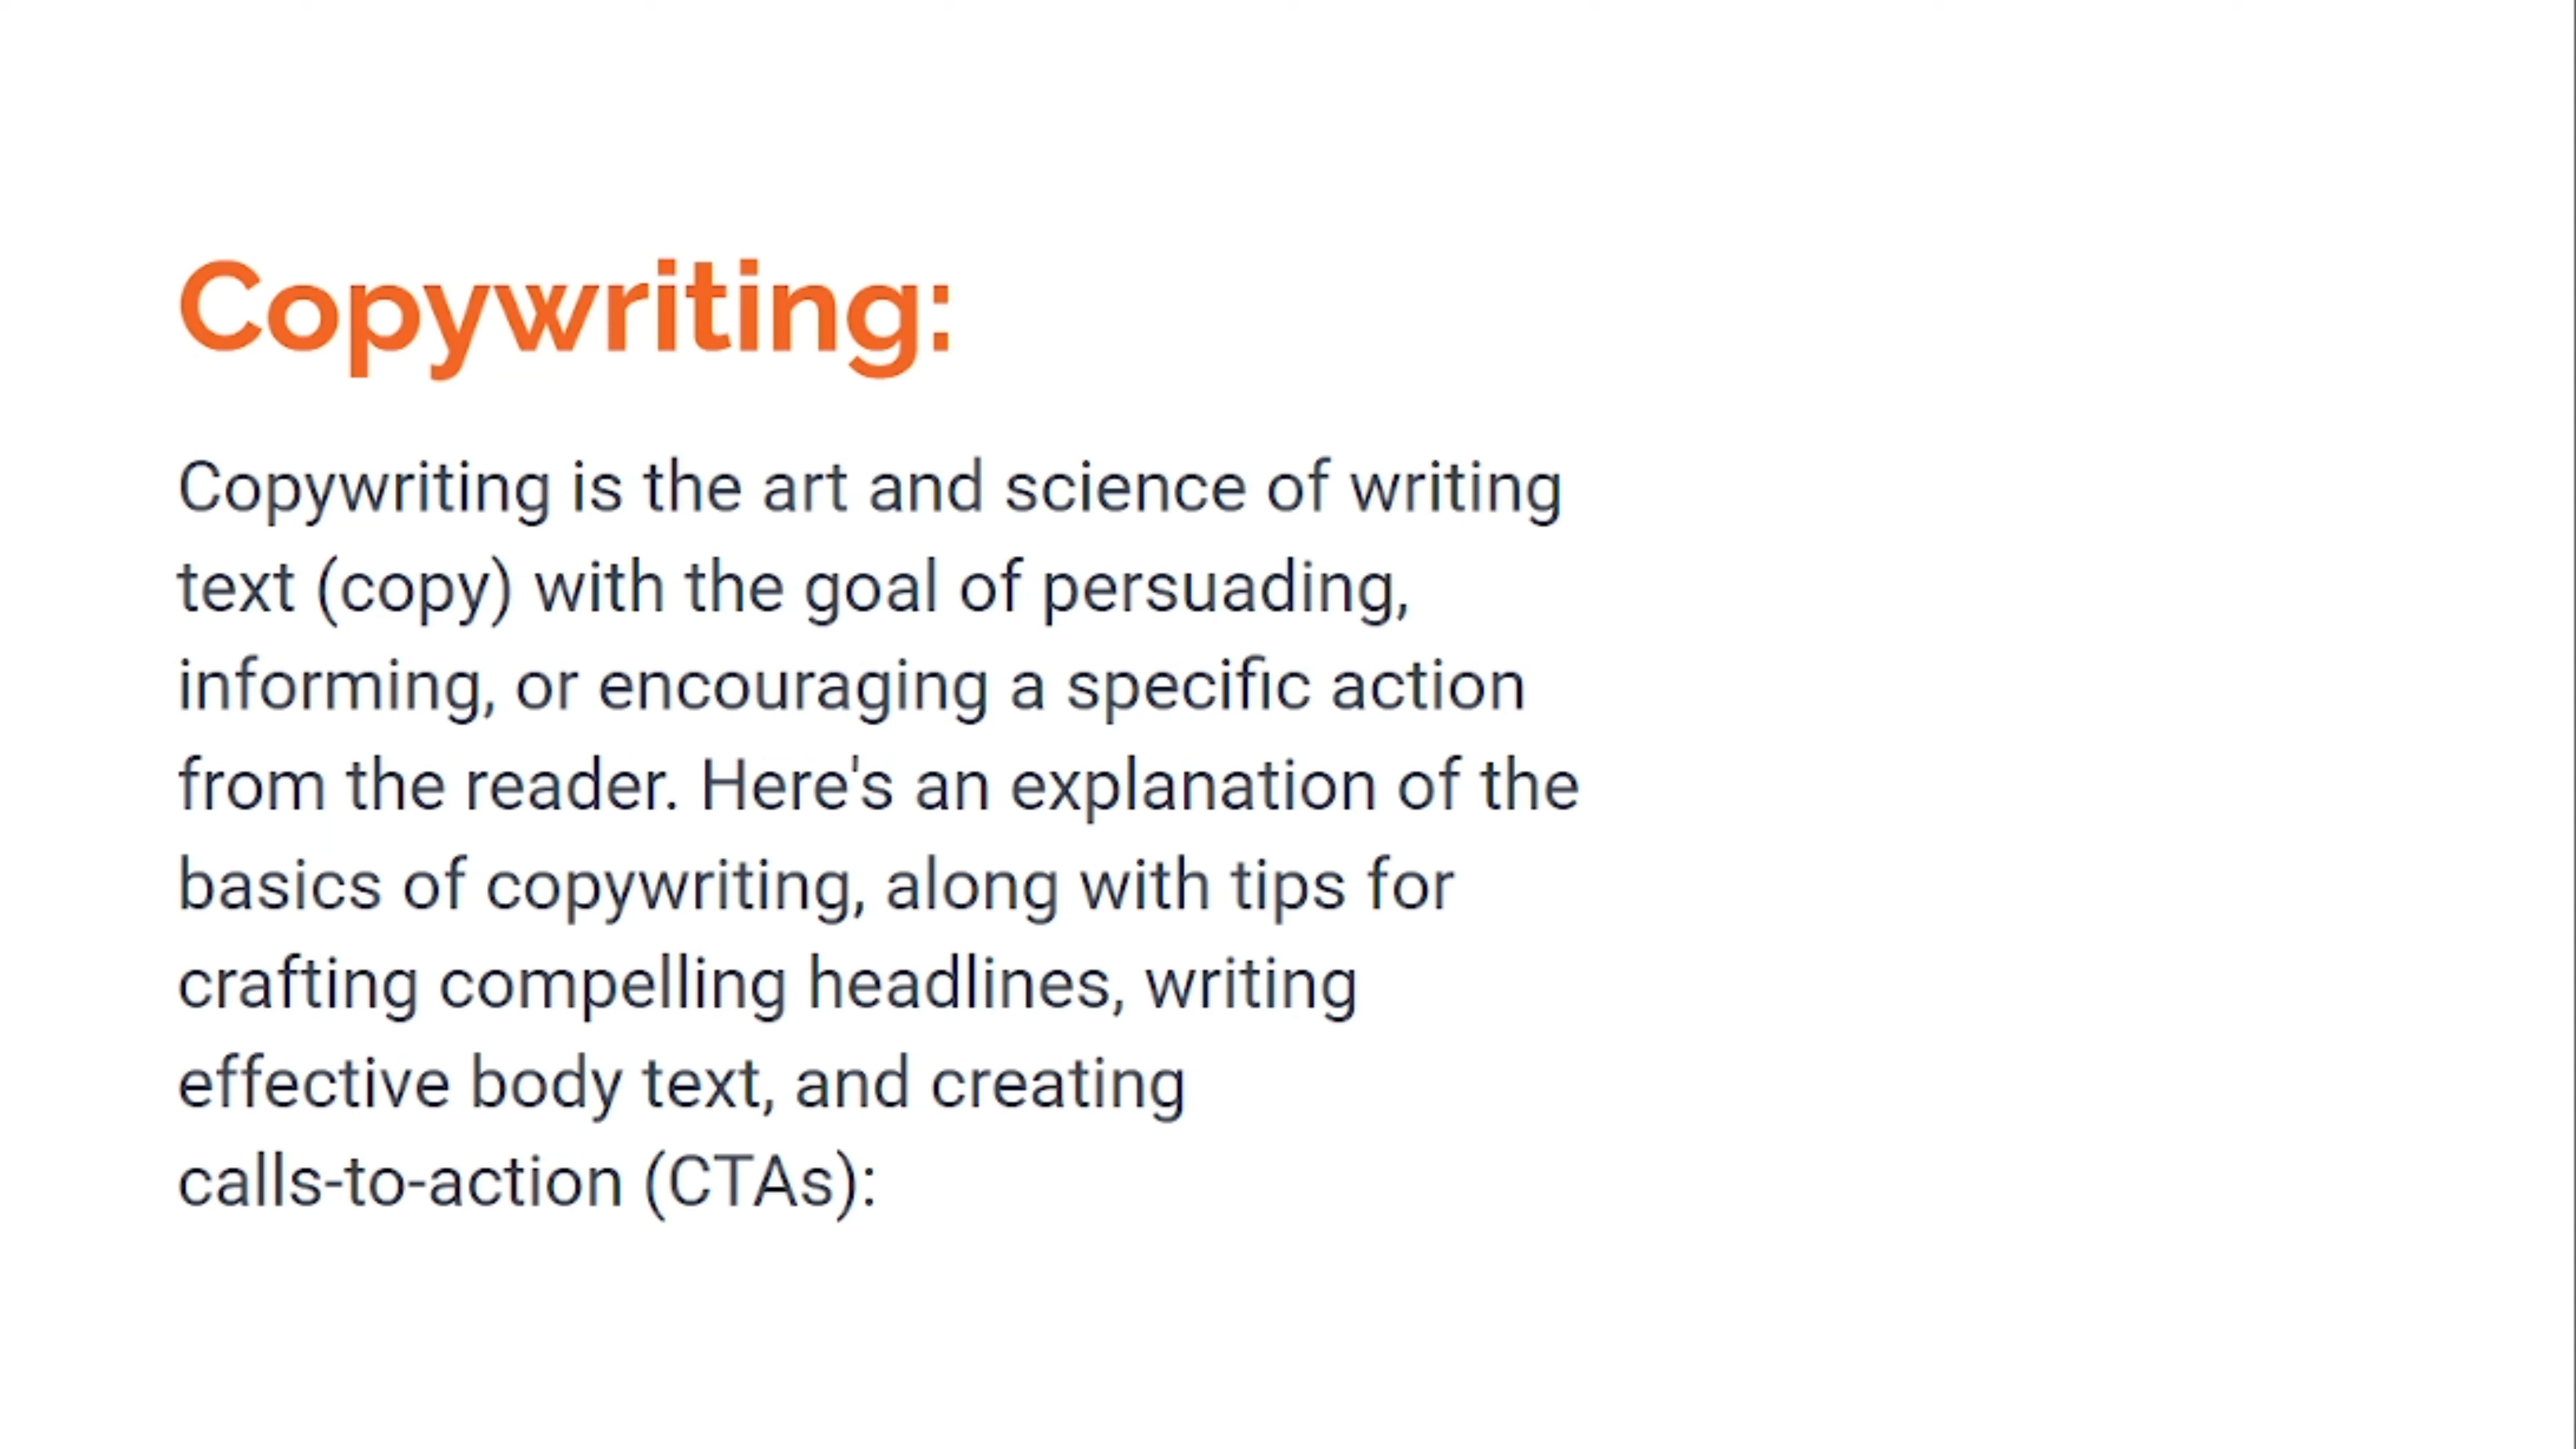 Copywriting:
Copywriting is the art and science of writing
text (copy) with the goal of persuading,
informing, or encouraging a specific action
from the reader. Here's an explanation of the
basics of copywriting, along with tips for
crafting compelling headlines, writing
effective body text, and creating
calls-to-action (CTAs):